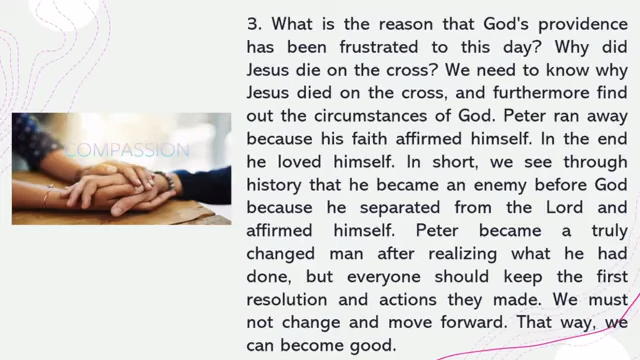 COMPASSION
3. What is the reason that God's providence
has been frustrated to this day? Why did
Jesus die on the cross? We need to know why
Jesus died on the cross, and furthermore find
out the circumstances of God. Peter ran away
because his faith affirmed himself. In the end
he loved himself. In short, we see through
history that he became an enemy before God
because he separated from the Lord and
affirmed himself. Peter became a truly
changed man after realizing what he had
done, but everyone should keep the first
resolution and actions they made. We must
not change and move forward. That way, we
can become good.